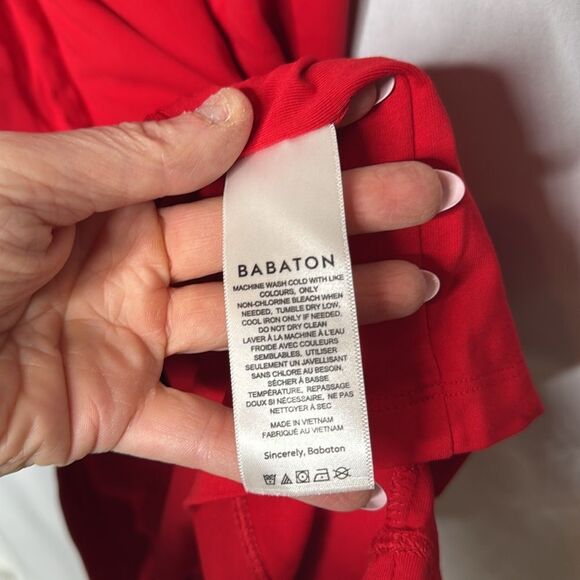 BABATON
MACHINE WASH COLD WITH LIKE
COLOURS, ONLY
NON-CHLORINE BLEACH WHEN
NEEDED, TUMBLE DRY LOW,
COOL IRON ONLY IF NEEDED.
DO NOT DRY CLEAN
LAVER À LA MACHINE À L'EAU
FROIDE AVEC COULEURS
SEMBLABLES, UTILISER
SEULEMENT UN JAVELLISANT
SANS CHLORE AU BESOIN,
SÉCHER À BASSE
TEMPÉRATURE, REPASSAGE
DOUX SI NÉCESSAIRE, NE PAS
NETTOYER À SEC
MADE IN VIETNAM
FABRIQUÉ AU VIETNAM
Sincerely, Babaton